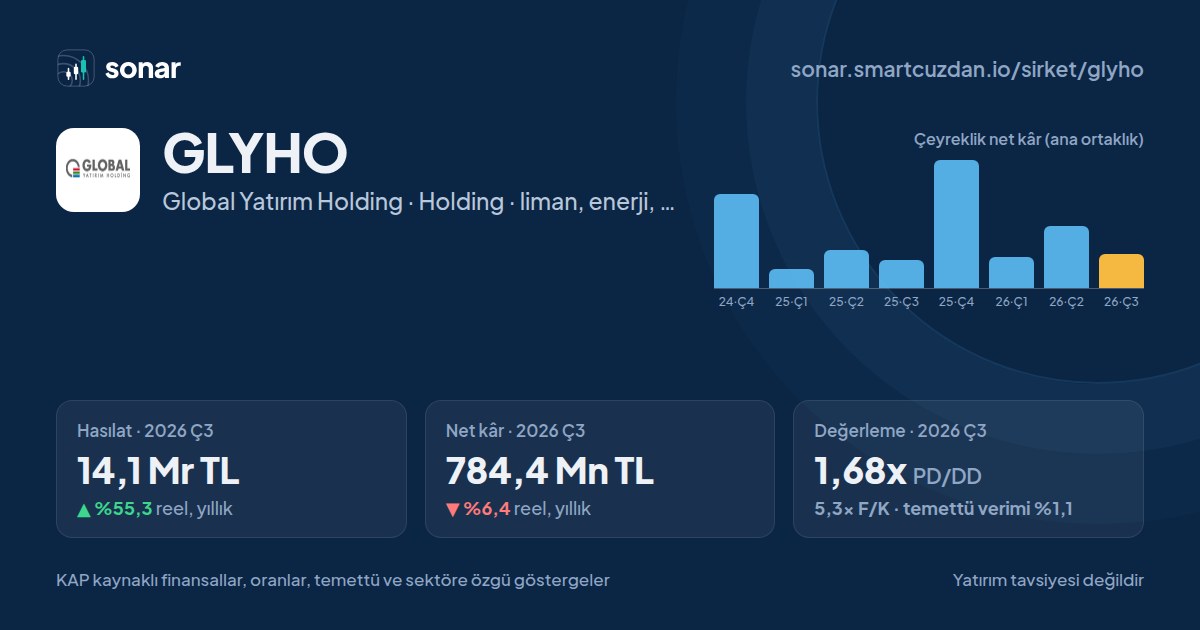 sonar
sonar.smartcuzdan.io/sirket/glyho
GLOBAL
YATIRIM HOLDİNG
GLYHO
Global Yatırım Holding · Holding · liman, enerji, ...
Çeyreklik net kâr (ana ortaklık)
24·Ç4 25·Ç1 25·Ç2 25·Ç3 25·Ç4 26·Ç1 26·Ç2 26·Ç3
Hasılat · 2026 Ç3
14,1 Mr TL
▲ %55,3 reel, yıllık
Net kâr · 2026 Ç3
784,4 Mn TL
▼ %6,4 reel, yıllık
Değerleme · 2026 Ç3
1,68x PD/DD
5,3× F/K · temettü verimi %1,1
KAP kaynaklı finansallar, oranlar, temettü ve sektöre özgü göstergeler
Yatırım tavsiyesi değildir